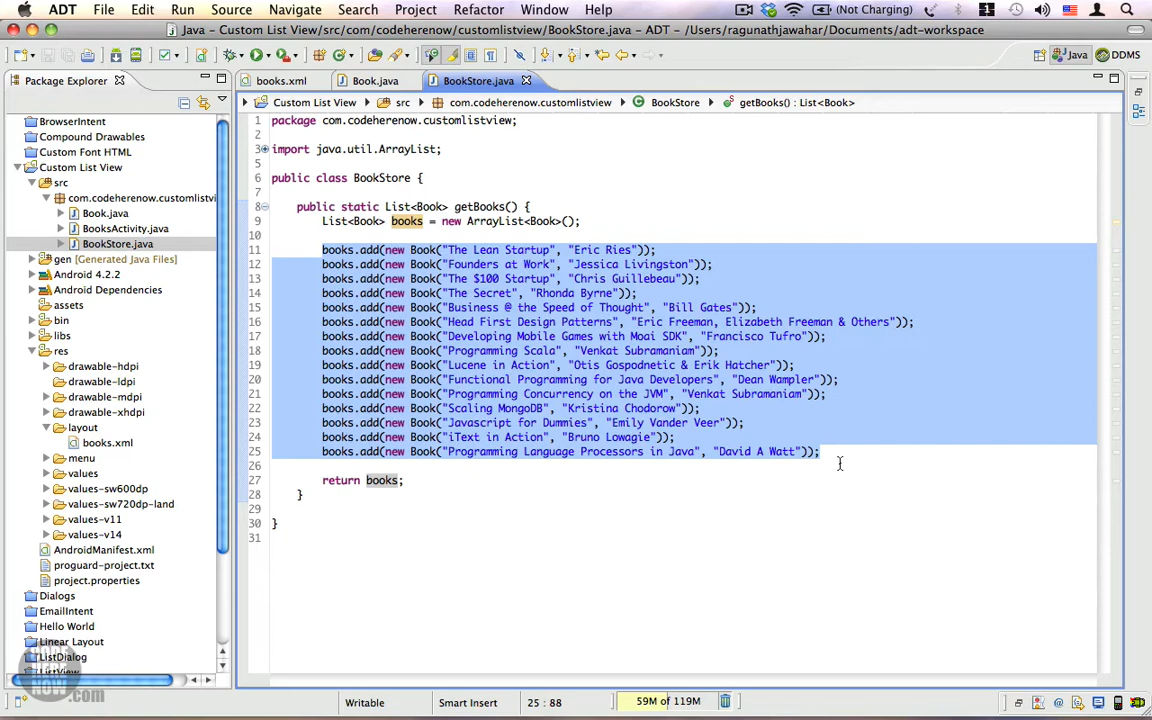 ADT File Edit Run Source Navigate Search Project Refactor Window Help (Not Charging) 1
Java – Custom List View/src/com/codeherenow/customlistview/BookStore.java – ADT – /Users/ragunathjawahar/Documents/adt-workspace
Java DDMS
Package Explorer
books.xml Book.java BookStore.java
Custom List View src com.codeherenow.customlistview BookStore getBooks() : List<Book>
BrowserIntent
Compound Drawables
Custom Font HTML
Custom List View
src
com.codeherenow.customlistvi
Book.java
BooksActivity.java
BookStore.java
gen [Generated Java Files]
Android 4.2.2
Android Dependencies
assets
bin
libs
res
drawable-hdpi
drawable-ldpi
drawable-mdpi
drawable-xhdpi
layout
books.xml
menu
values
values-sw600dp
values-sw720dp-land
values-v11
values-v14
AndroidManifest.xml
proguard-project.txt
project.properties
Dialogs
EmailIntent
Hello World
Linear Layout
ListDialog
ListView
1 package com.codeherenow.customlistview;
2
3 import java.util.ArrayList;
5
6 public class BookStore {
7
8 public static List<Book> getBooks() {
9 List<Book> books = new ArrayList<Book>();
10
11 books.add(new Book("The Lean Startup", "Eric Ries"));
12 books.add(new Book("Founders at Work", "Jessica Livingston"));
13 books.add(new Book("The $100 Startup", "Chris Guillebeau"));
14 books.add(new Book("The Secret", "Rhonda Byrne"));
15 books.add(new Book("Business @ the Speed of Thought", "Bill Gates"));
16 books.add(new Book("Head First Design Patterns", "Eric Freeman, Elizabeth Freeman & Others"));
17 books.add(new Book("Developing Mobile Games with Moai SDK", "Francisco Tufro"));
18 books.add(new Book("Programming Scala", "Venkat Subramaniam"));
19 books.add(new Book("Lucene in Action", "Otis Gospodnetic & Erik Hatcher"));
20 books.add(new Book("Functional Programming for Java Developers", "Dean Wampler"));
21 books.add(new Book("Programming Concurrency on the JVM", "Venkat Subramaniam"));
22 books.add(new Book("Scaling MongoDB", "Kristina Chodorow"));
23 books.add(new Book("Javascript for Dummies", "Emily Vander Veer"));
24 books.add(new Book("iText in Action", "Bruno Lowagie"));
25 books.add(new Book("Programming Language Processors in Java", "David A Watt"));
26
27 return books;
28 }
29
30 }
31
CODE
HERE
NOW.com
Writable Smart Insert 25 : 88 59M of 119M